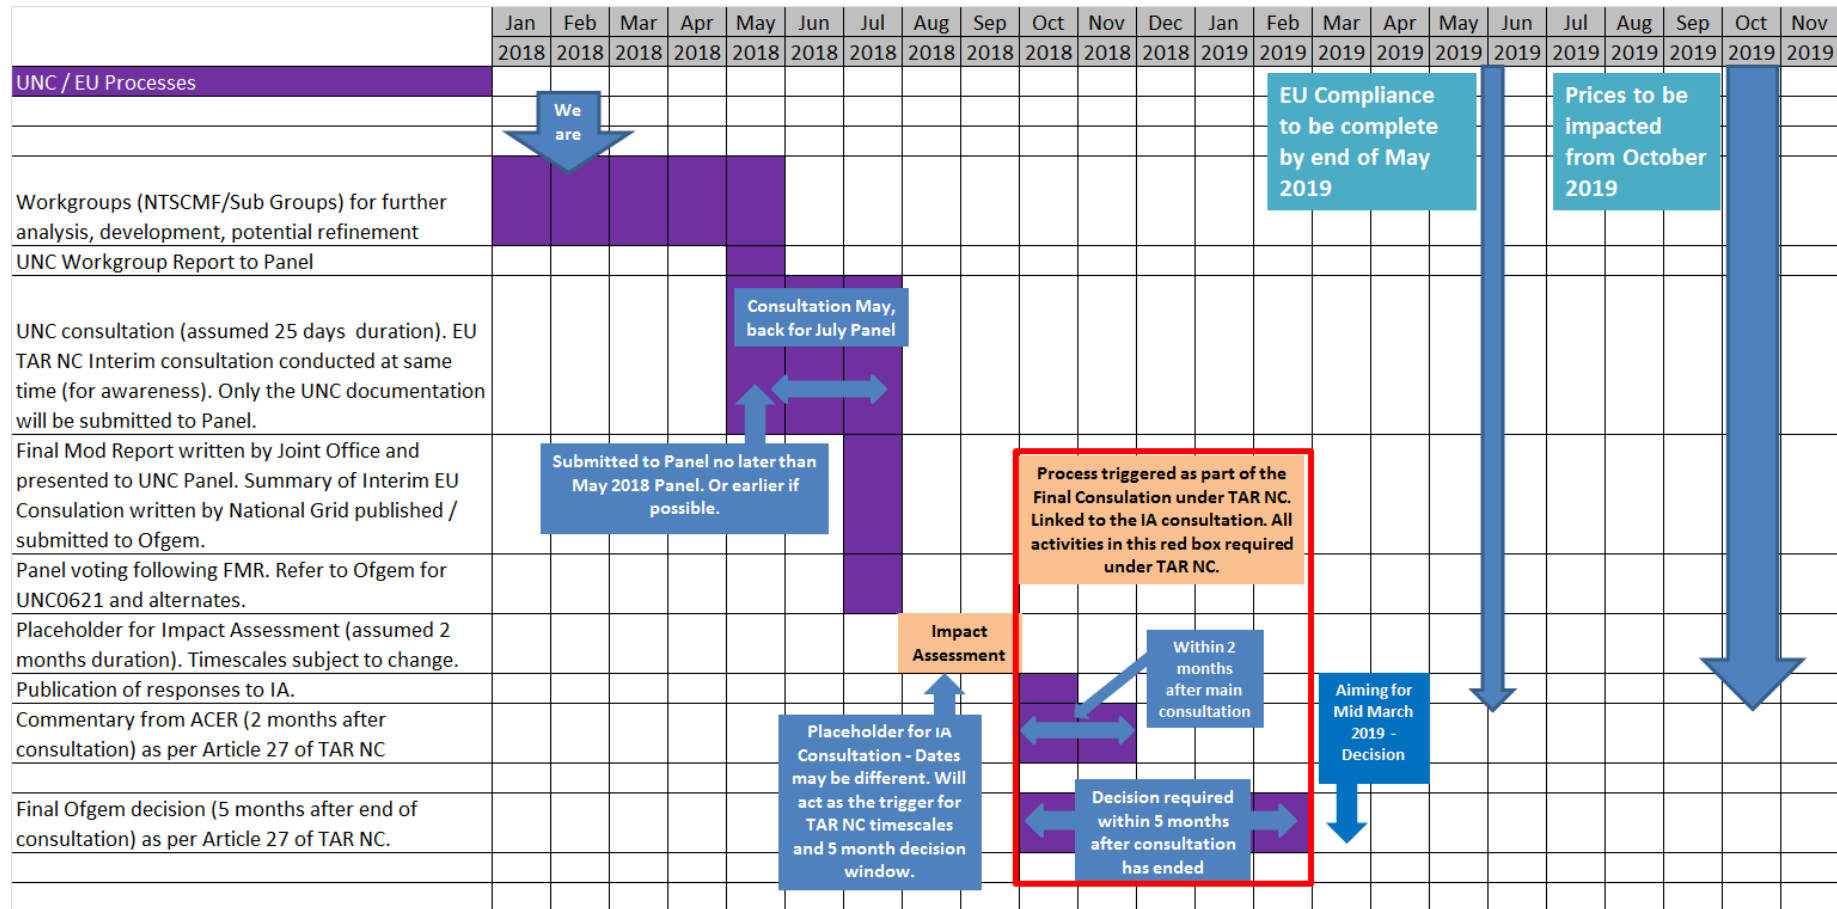 Jan Feb Mar Apr May Jun Jul Aug Sep Oct Nov Dec Jan Feb Mar Apr May Jun Jul Aug Sep Oct Nov
2018 2018 2018 2018 2018 2018 2018 2018 2018 2018 2018 2018 2019 2019 2019 2019 2019 2019 2019 2019 2019 2019 2019
UNC / EU Processes
We
are
EU Compliance
to be complete
by end of May
2019
Prices to be
impacted
from October
2019
Workgroups (NTSCMF/Sub Groups) for further
analysis, development, potential refinement
UNC Workgroup Report to Panel
UNC consultation (assumed 25 days duration). EU
TAR NC Interim consultation conducted at same
time (for awareness). Only the UNC documentation
will be submitted to Panel.
Consultation May,
back for July Panel
Final Mod Report written by Joint Office and
presented to UNC Panel. Summary of Interim EU
Consulation written by National Grid published /
submitted to Ofgem.
Submitted to Panel no later than
May 2018 Panel. Or earlier if
possible.
Process triggered as part of the
Final Consulation under TAR NC.
Linked to the IA consultation. All
activities in this red box required
under TAR NC.
Panel voting following FMR. Refer to Ofgem for
UNC0621 and alternates.
Placeholder for Impact Assessment (assumed 2
months duration). Timescales subject to change.
Impact
Assessment
Within 2
months
after main
consultation
Publication of responses to IA.
Commentary from ACER (2 months after
consultation) as per Article 27 of TAR NC
Placeholder for IA
Consultation - Dates
may be different. Will
act as the trigger for
TAR NC timescales
and 5 month decision
window.
Aiming for
Mid March
2019 -
Decision
Final Ofgem decision (5 months after end of
consultation) as per Article 27 of TAR NC.
Decision required
within 5 months
after consultation
has ended